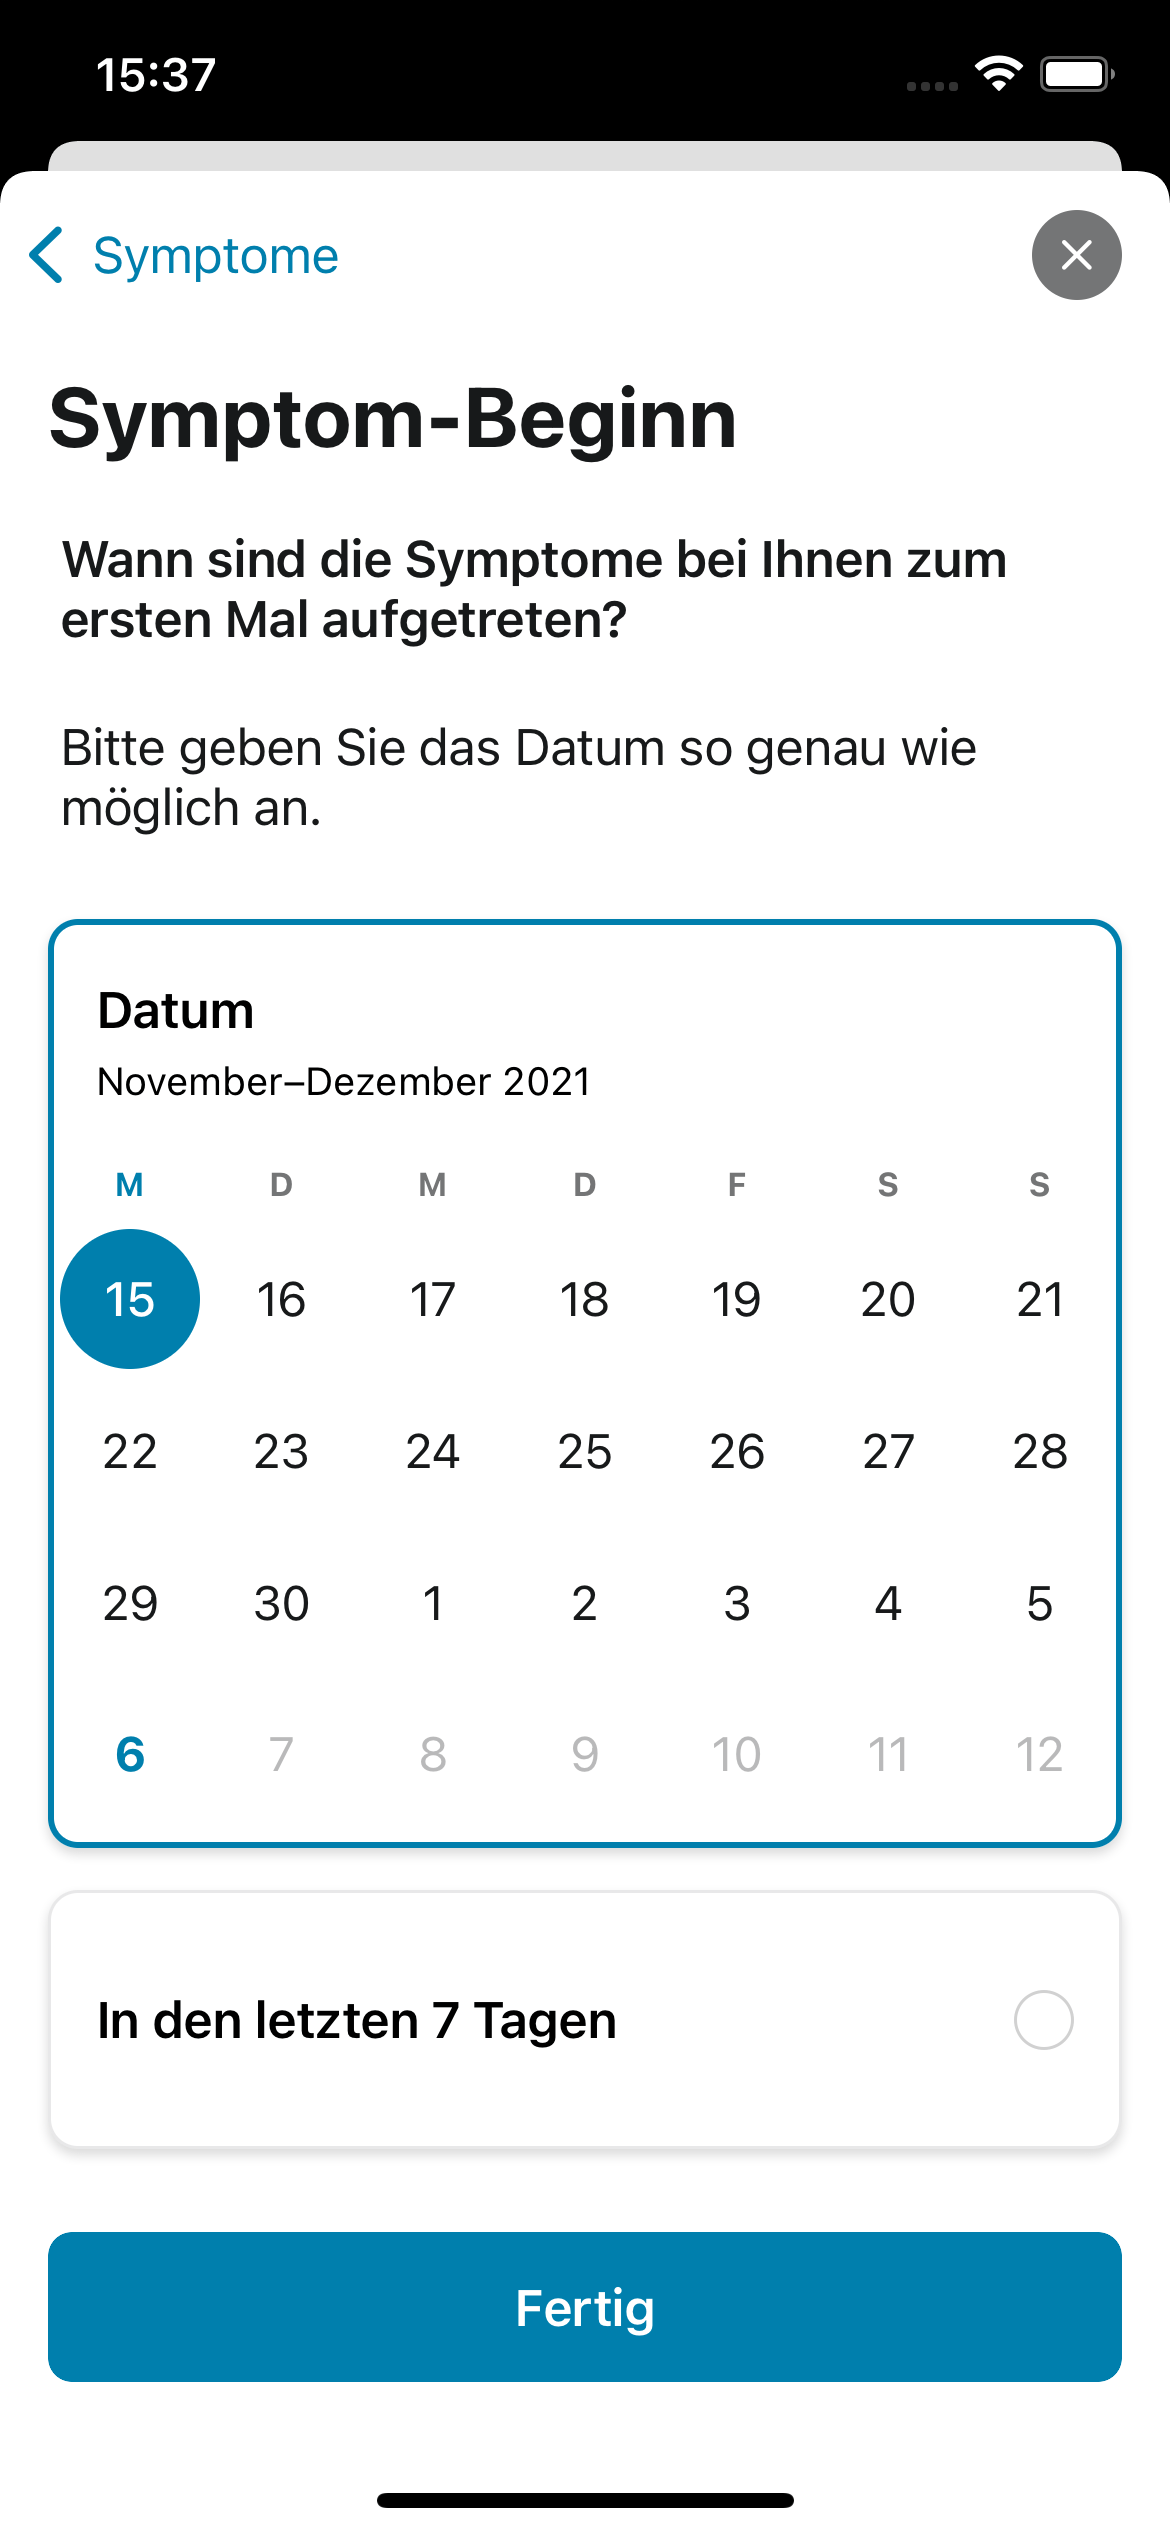 15:37
Symptome
Symptom-Beginn
Wann sind die Symptome bei Ihnen zum
ersten Mal aufgetreten?
Bitte geben Sie das Datum so genau wie
möglich an.
Datum
November–Dezember 2021
M D M D F S S
15 16 17 18 19 20 21
22 23 24 25 26 27 28
29 30 1 2 3 4 5
6 7 8 9 10 11 12
In den letzten 7 Tagen
Fertig